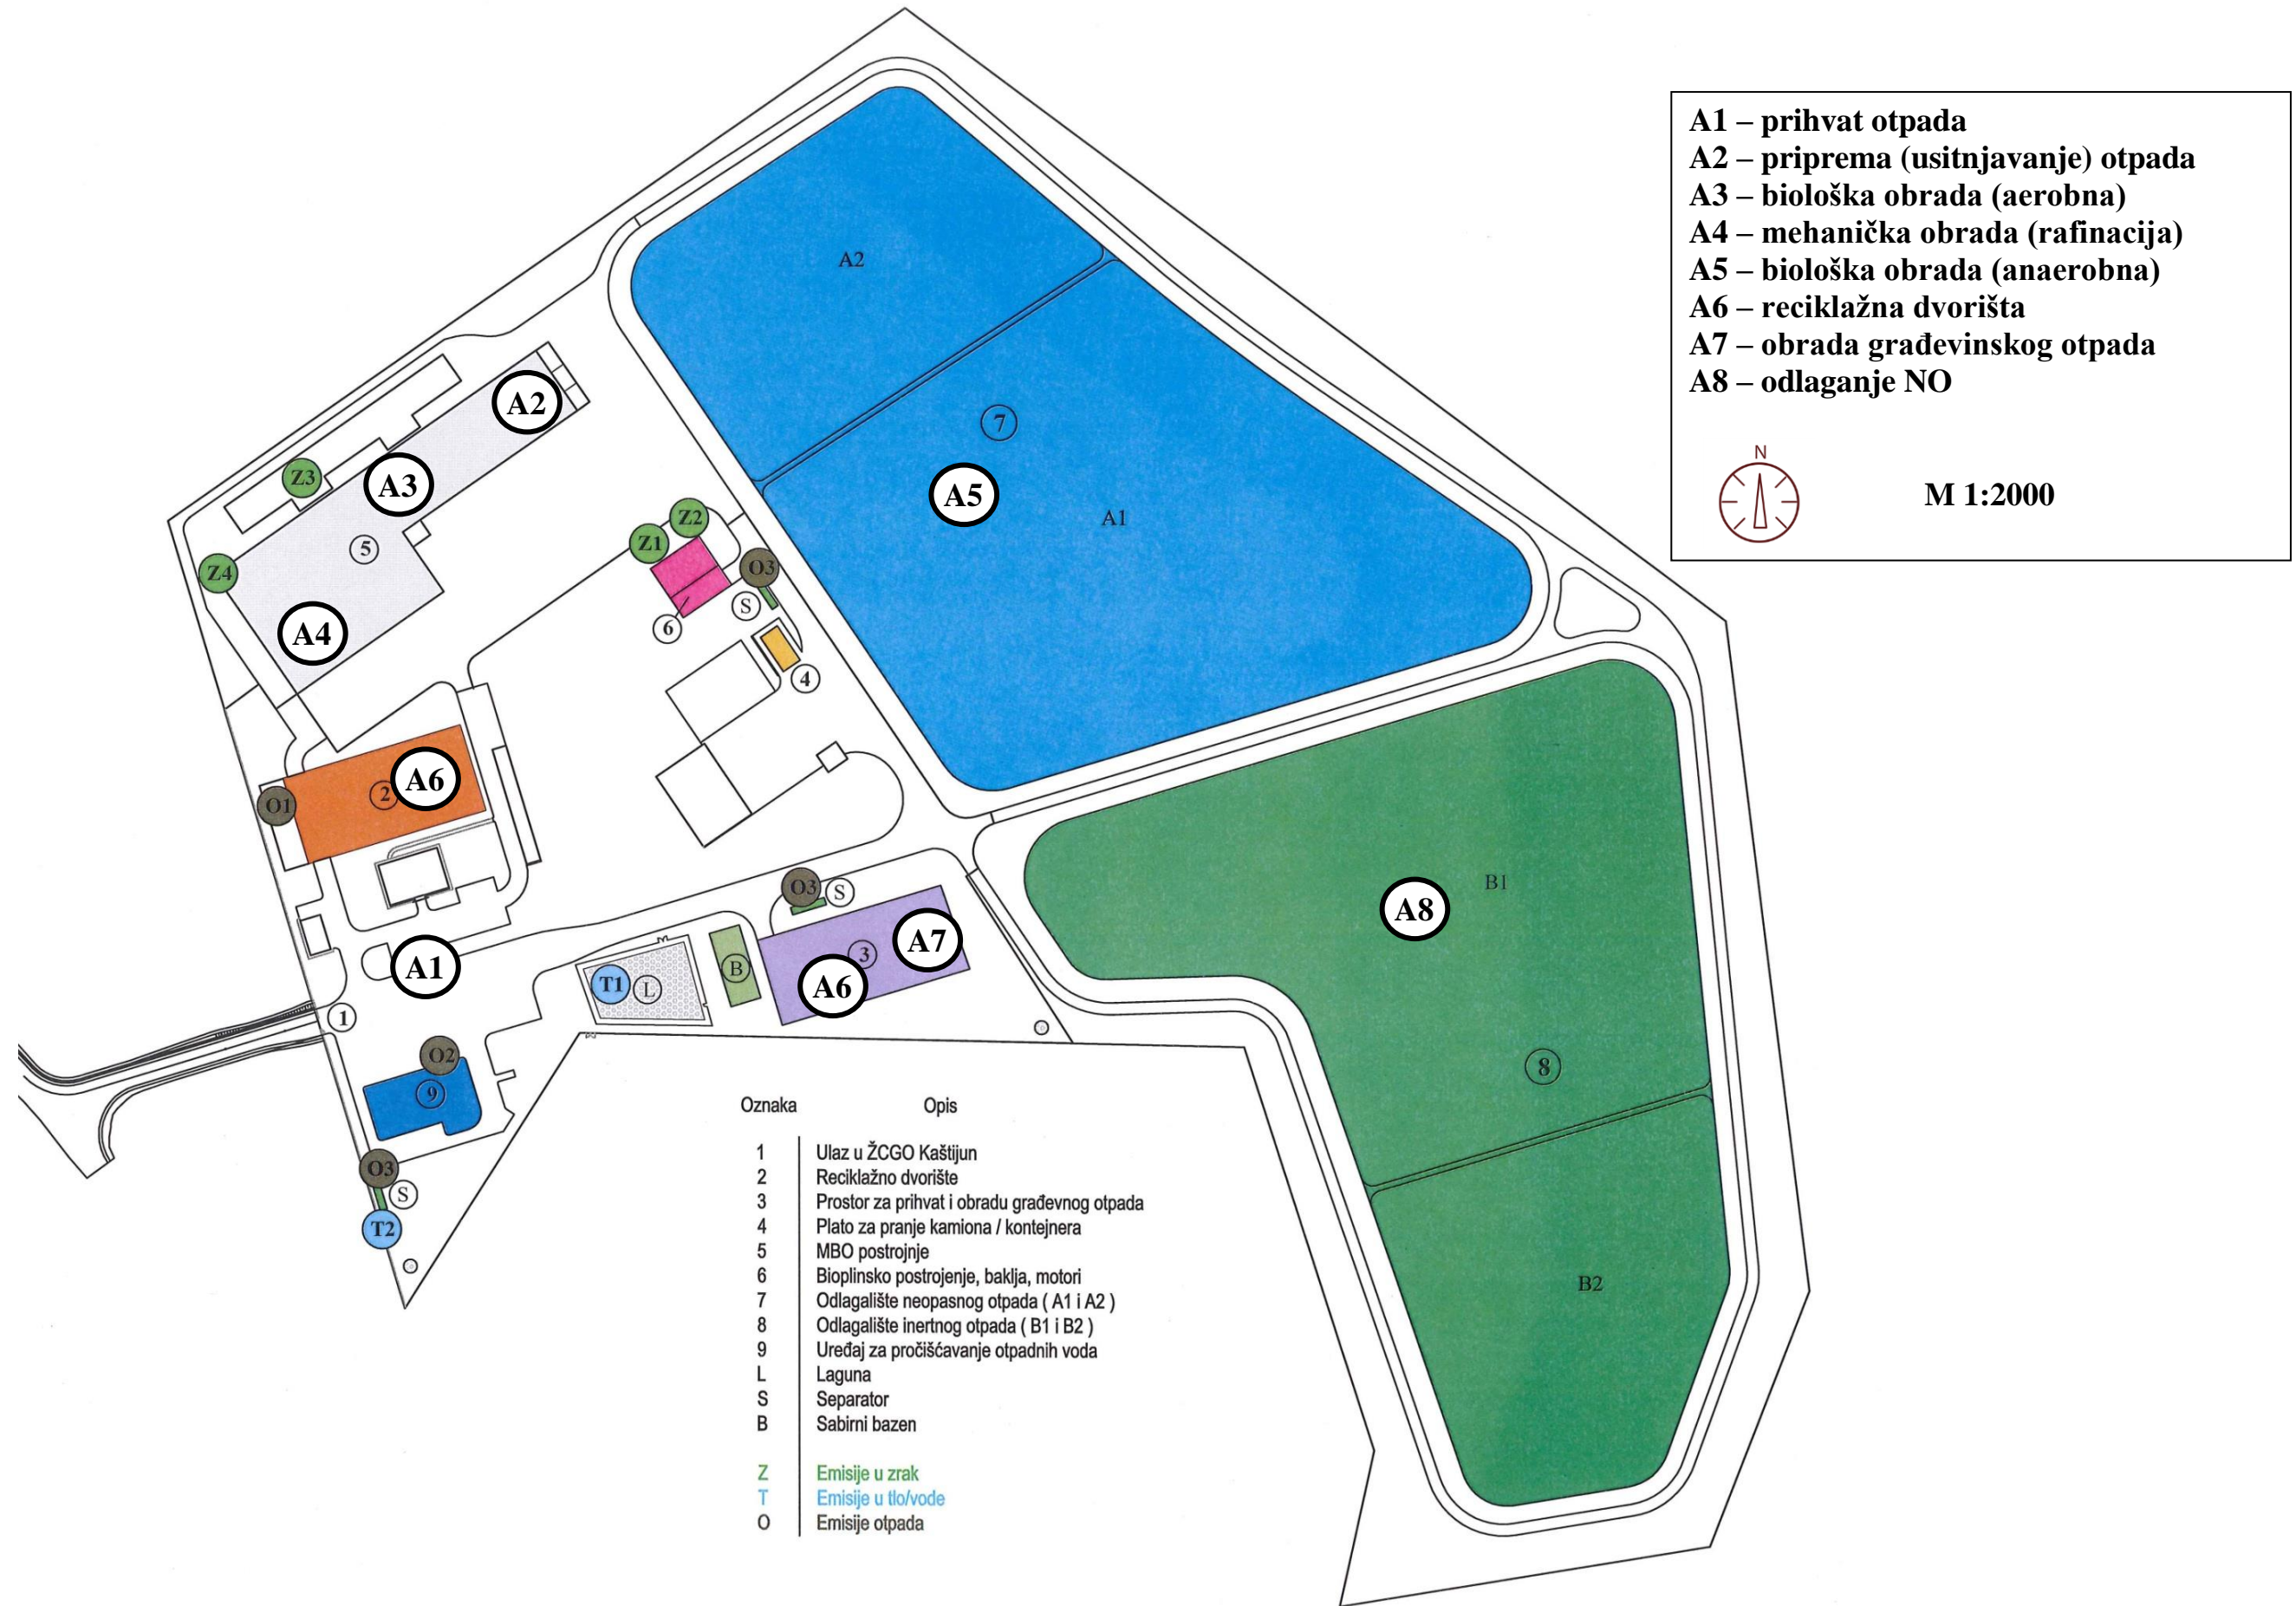 A1 – prihvat otpada
A2 – priprema (usitnjavanje) otpada
A3 – biološka obrada (aerobna)
A4 – mehanička obrada (rafinacija)
A5 – biološka obrada (anaerobna)
A6 – reciklažna dvorišta
A7 – obrada građevinskog otpada
A8 – odlaganje NO
N
M 1:2000
A2
7
A5
A1
A2
A3
Z3
5
Z4
A4
Z2
Z1
O3
S
6
4
A6
2
O1
A1
1
O3
S
A7
3
A6
B
T1
L
O2
9
O3
S
T2
B1
A8
8
B2
Oznaka Opis
1 Ulaz u ŽCGO Kaštijun
2 Reciklažno dvorište
3 Prostor za prihvat i obradu građevnog otpada
4 Plato za pranje kamiona / kontejnera
5 MBO postrojnje
6 Bioplinsko postrojenje, baklja, motori
7 Odlagalište neopasnog otpada ( A1 i A2 )
8 Odlagalište inertnog otpada ( B1 i B2 )
9 Uređaj za pročišćavanje otpadnih voda
L Laguna
S Separator
B Sabirni bazen
Z Emisije u zrak
T Emisije u tlo/vode
O Emisije otpada